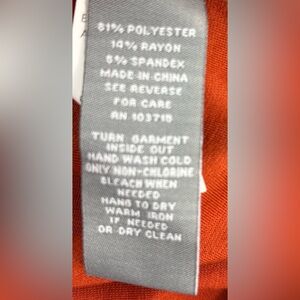 81% POLYESTER
14% RAYON
5% SPANDEX
MADE IN CHINA
SEE REVERSE
FOR CARE
RN 103715
TURN GARMENT
INSIDE OUT
HAND WASH COLD
ONLY NON-CHLORINE
BLEACH WHEN
NEEDED
HANG TO DRY
WARM IRON
IF NEEDED
OR DRY CLEAN